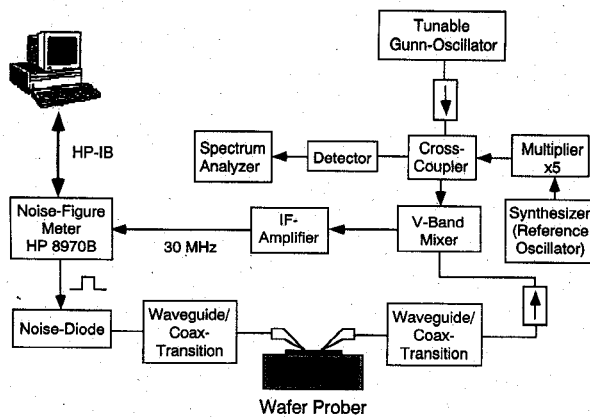 Tunable
Gunn-Oscillator
HP-IB
Spectrum
Analyzer
Detector
Cross-
Coupler
Multiplier
x5
Noise-Figure
Meter
HP 8970B
30 MHz
IF-
Amplifier
V-Band
Mixer
Synthesizer
(Reference
Oscillator)
Noise-Diode
Waveguide/
Coax-
Transition
Waveguide/
Coax-
Transition
Wafer Prober